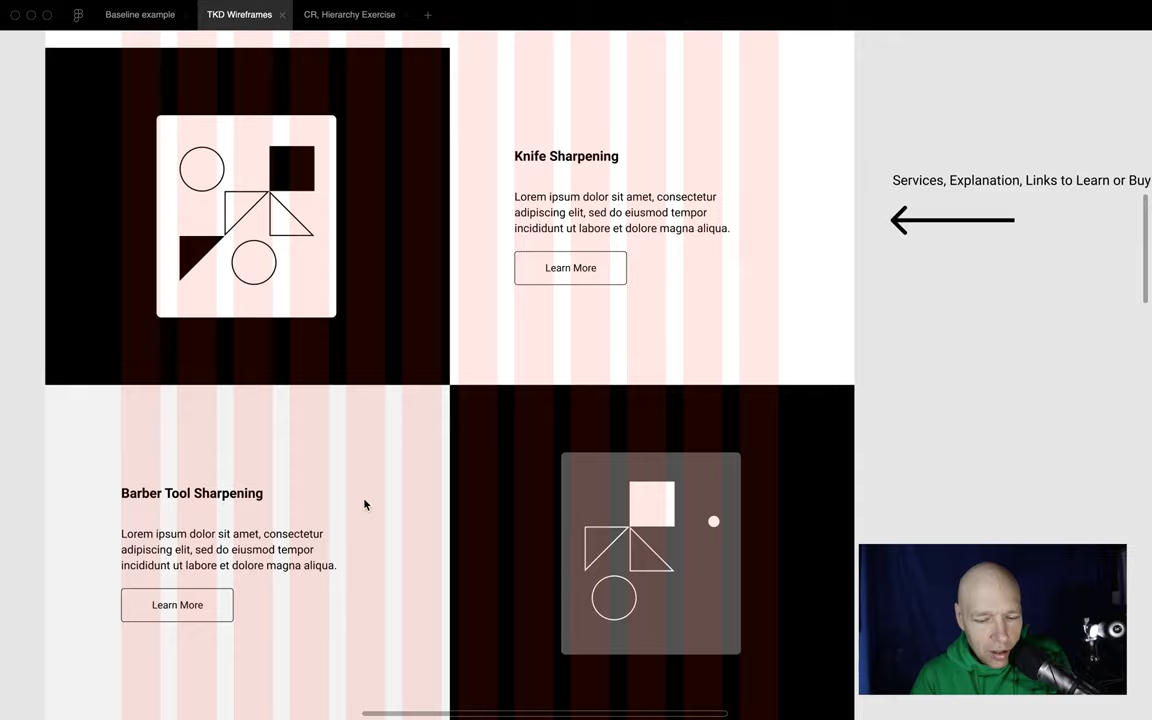 Baseline example
TKD Wireframes
CR, Hierarchy Exercise
Knife Sharpening
Lorem ipsum dolor sit amet, consectetur
adipiscing elit, sed do eiusmod tempor
incididunt ut labore et dolore magna aliqua.
Learn More
Services, Explanation, Links to Learn or Buy
Barber Tool Sharpening
Lorem ipsum dolor sit amet, consectetur
adipiscing elit, sed do eiusmod tempor
incididunt ut labore et dolore magna aliqua.
Learn More